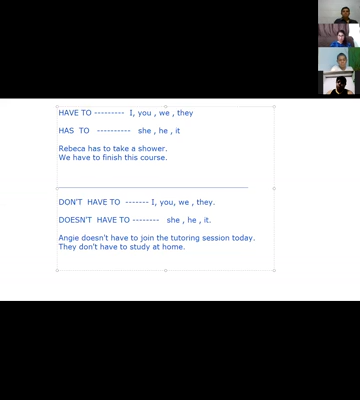 HAVE TO --------- I, you , we , they
HAS TO ---------- she , he , it
Rebeca has to take a shower.
We have to finish this course.
DON'T HAVE TO ------- I, you, we , they.
DOESN'T HAVE TO -------- she , he , it.
Angie doesn't have to join the tutoring session today.
They don't have to study at home.